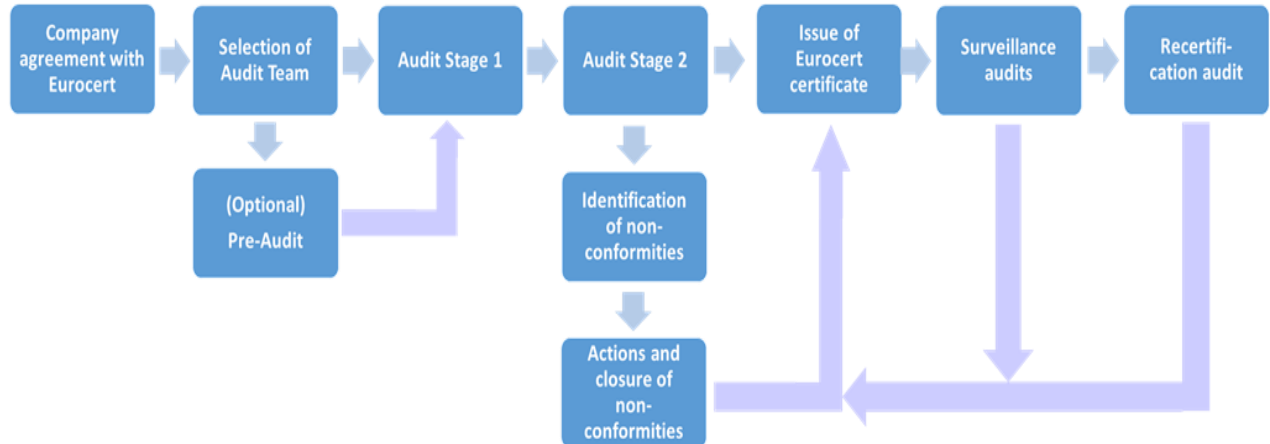 Company
agreement with
Eurocert
Selection of
Audit Team
Audit Stage 1
Audit Stage 2
Issue of
Eurocert
certificate
Surveillance
audits
Recertifi-
cation audit
(Optional)
Pre-Audit
Identification
of non-
conformities
Actions and
closure of
non-
conformities